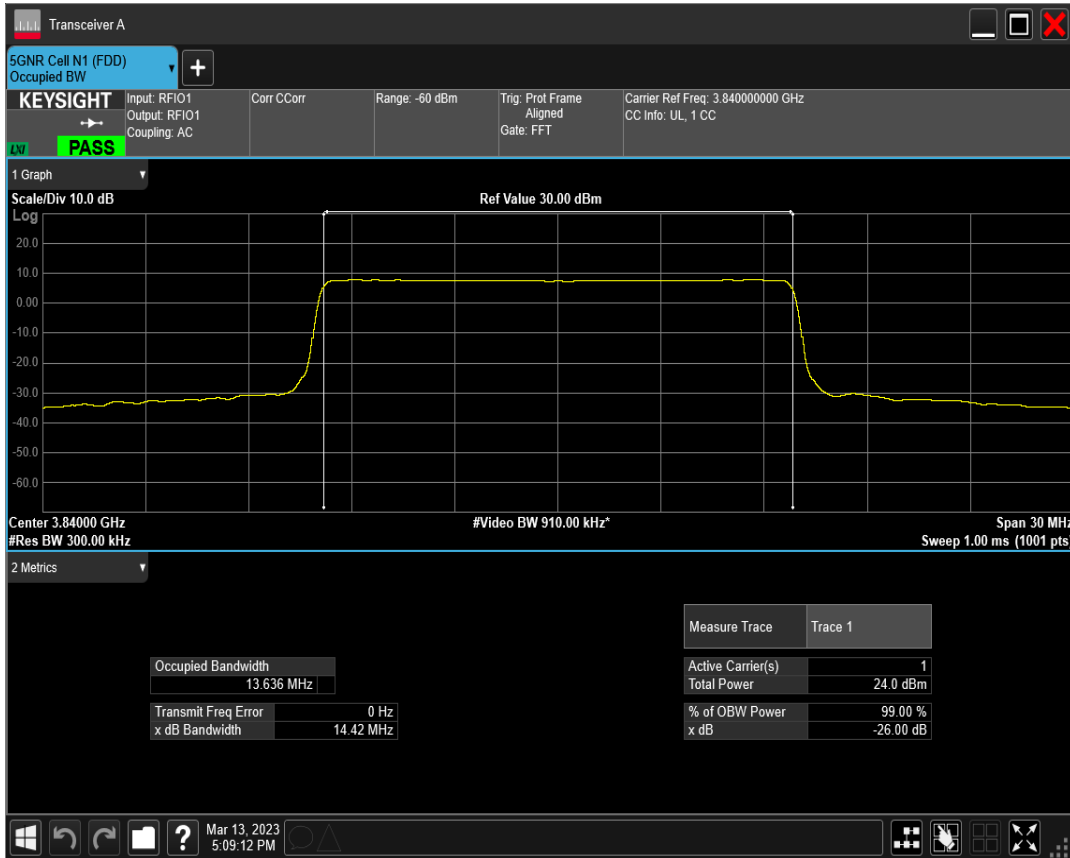 Transceiver A
5GNR Cell N1 (FDD)
Occupied BW
+
KEYSIGHT
LXI
PASS
Input: RFIO1
Output: RFIO1
Coupling: AC
Corr CCorr
Range: -60 dBm
Trig: Prot Frame
Aligned
Gate: FFT
Carrier Ref Freq: 3.840000000 GHz
CC Info: UL, 1 CC
1 Graph
Scale/Div 10.0 dB
Ref Value 30.00 dBm
Log
20.0
10.0
0.00
-10.0
-20.0
-30.0
-40.0
-50.0
-60.0
Center 3.84000 GHz
#Video BW 910.00 kHz*
Span 30 MHz
#Res BW 300.00 kHz
Sweep 1.00 ms (1001 pts)
2 Metrics
Measure Trace Trace 1
Occupied Bandwidth
13.636 MHz
Active Carrier(s) 1
Total Power 24.0 dBm
Transmit Freq Error 0 Hz
x dB Bandwidth 14.42 MHz
% of OBW Power 99.00 %
x dB -26.00 dB
?
Mar 13, 2023
5:09:12 PM